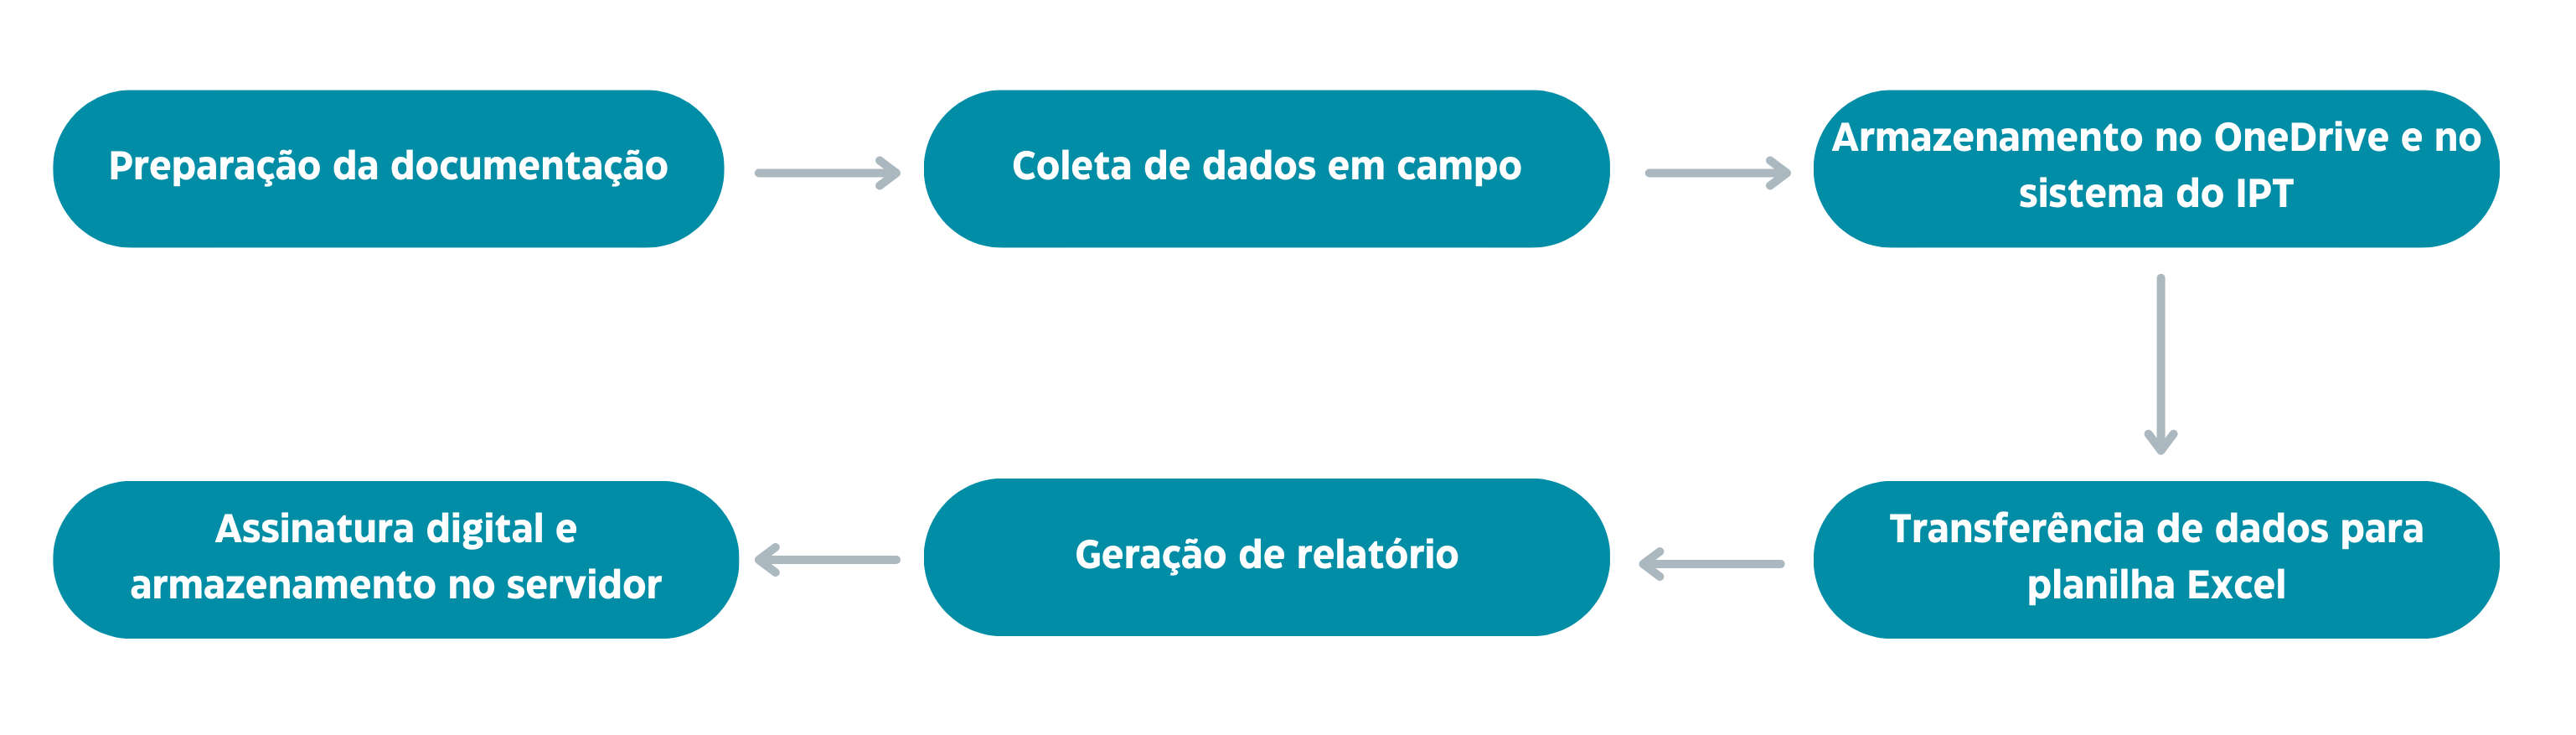 Preparação da documentação
Coleta de dados em campo
Armazenamento no OneDrive e no
sistema do IPT
Transferência de dados para
planilha Excel
Geração de relatório
Assinatura digital e
armazenamento no servidor